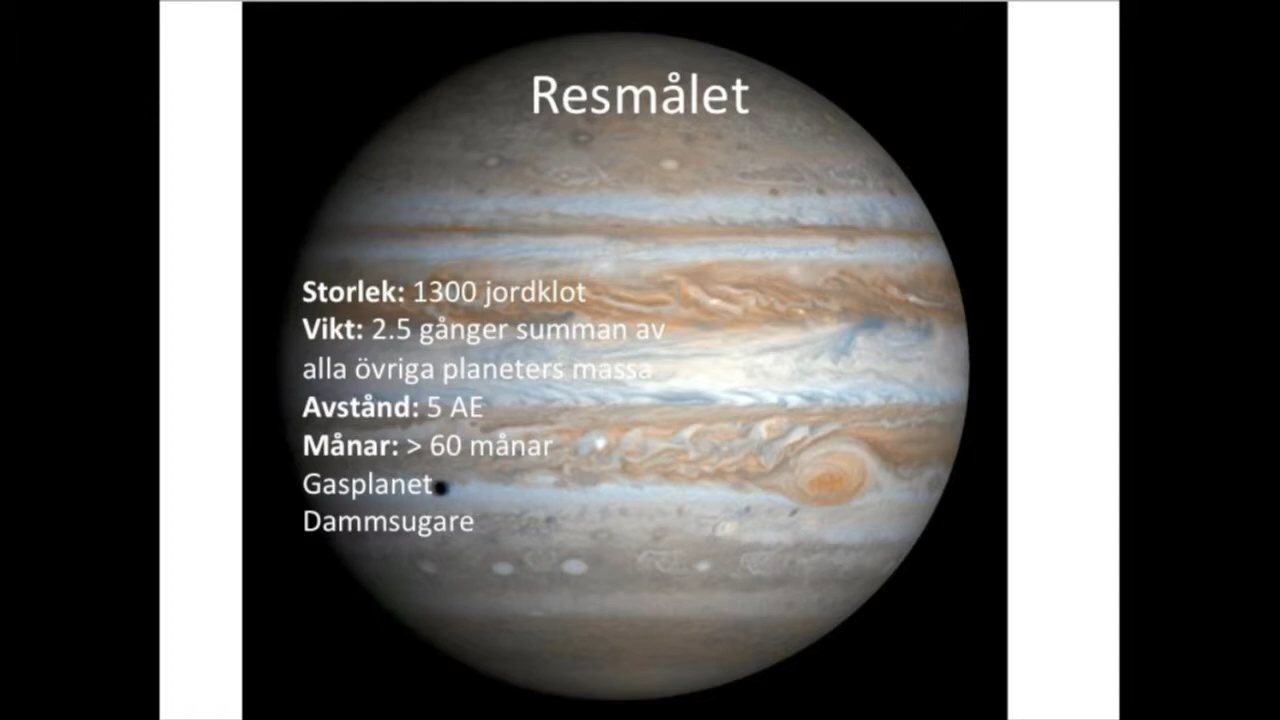 Resmålet
Storlek: 1300 jordklot
Vikt: 2.5 gånger summan av
alla övriga planeters massa
Avstånd: 5 AE
Månar: > 60 månar
Gasplanet
Dammsugare